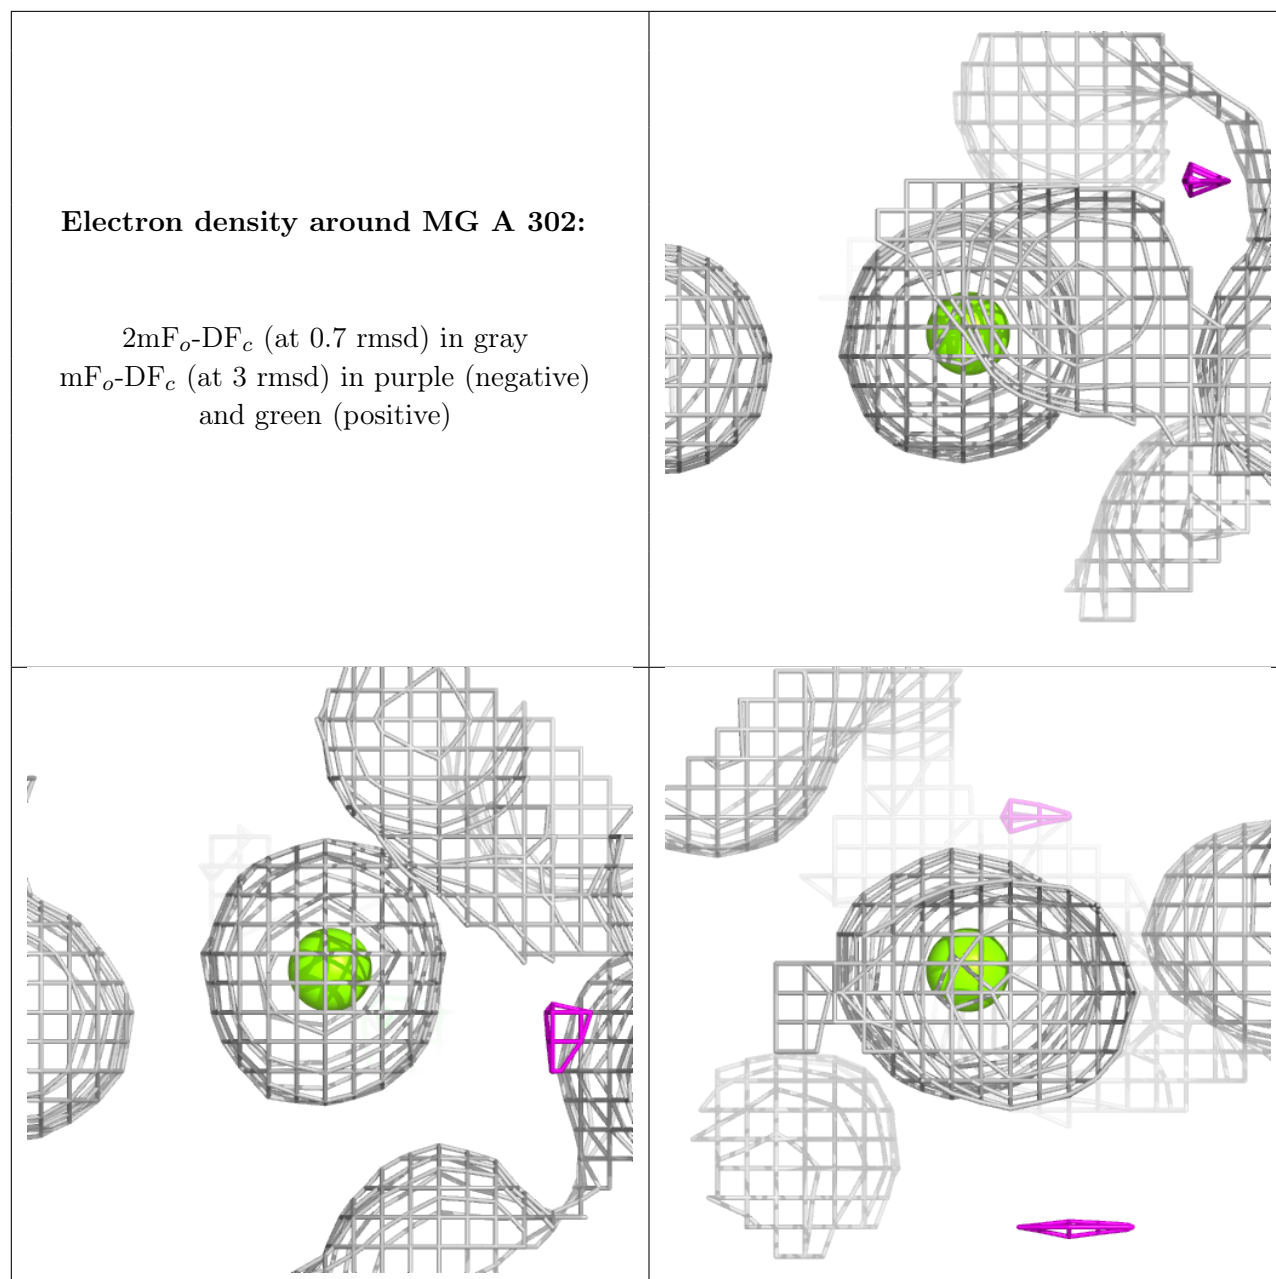 Electron density around MG A 302:
2mFo-DFc (at 0.7 rmsd) in gray
mFo-DFc (at 3 rmsd) in purple (negative)
and green (positive)